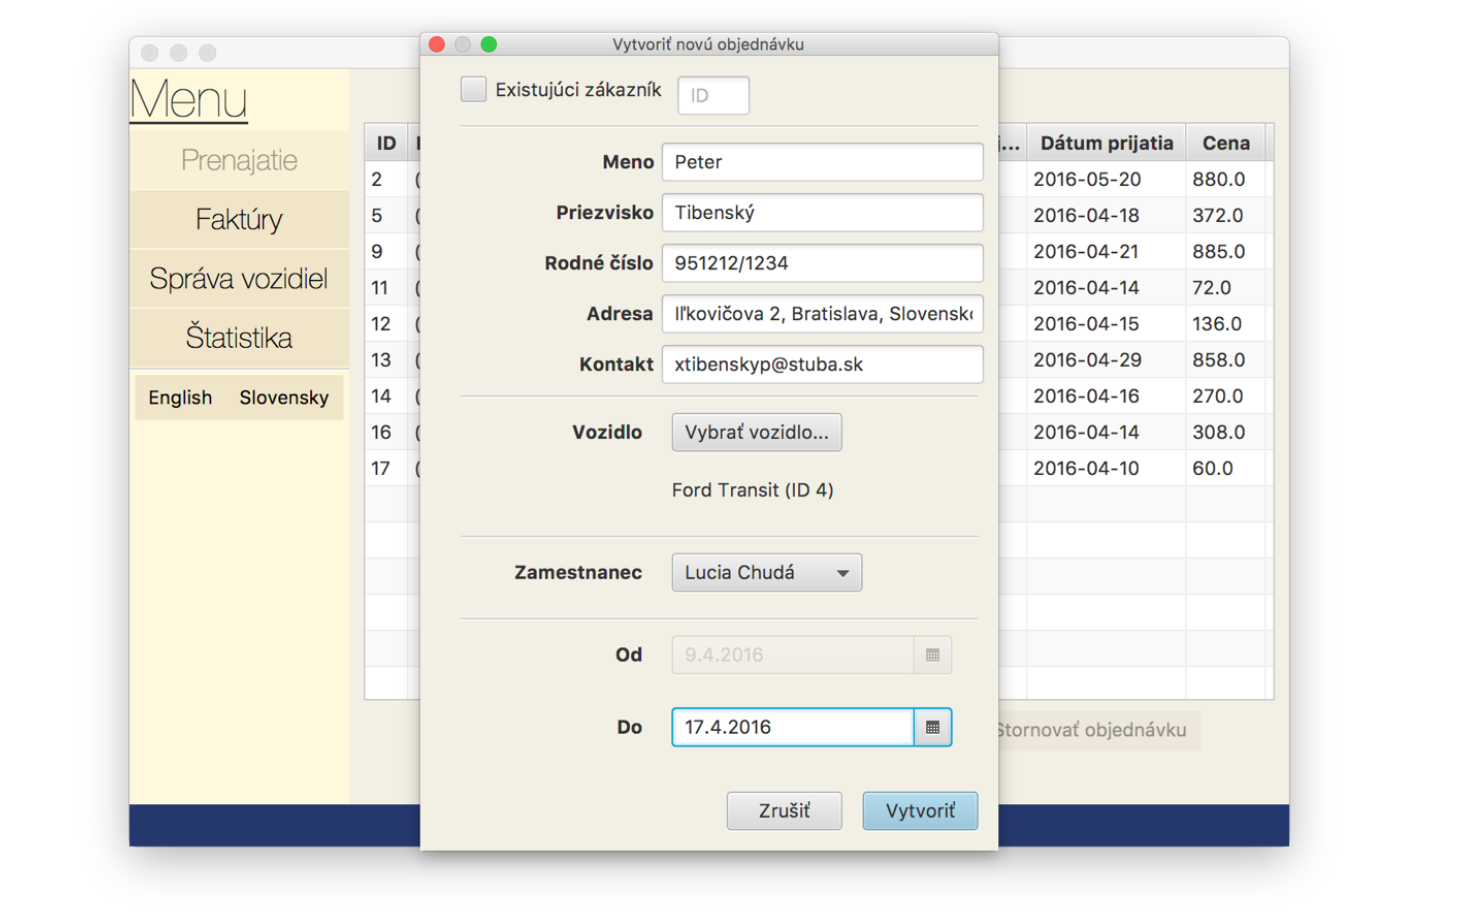 Vytvoriť novú objednávku
Menu
Prenajatie
Faktúry
Správa vozidiel
Štatistika
English Slovensky
Existujúci zákazník ID
Meno Peter
Priezvisko Tibenský
Rodné číslo 951212/1234
Adresa Iľkovičova 2, Bratislava, Slovensko
Kontakt xtibenskyp@stuba.sk
Vozidlo Vybrať vozidlo...
Ford Transit (ID 4)
Zamestnanec Lucia Chudá
Od 9.4.2016
Do 17.4.2016
Zrušiť Vytvoriť
ID Dátum prijatia Cena
2 2016-05-20 880.0
5 2016-04-18 372.0
9 2016-04-21 885.0
11 2016-04-14 72.0
12 2016-04-15 136.0
13 2016-04-29 858.0
14 2016-04-16 270.0
16 2016-04-14 308.0
17 2016-04-10 60.0
Stornovať objednávku